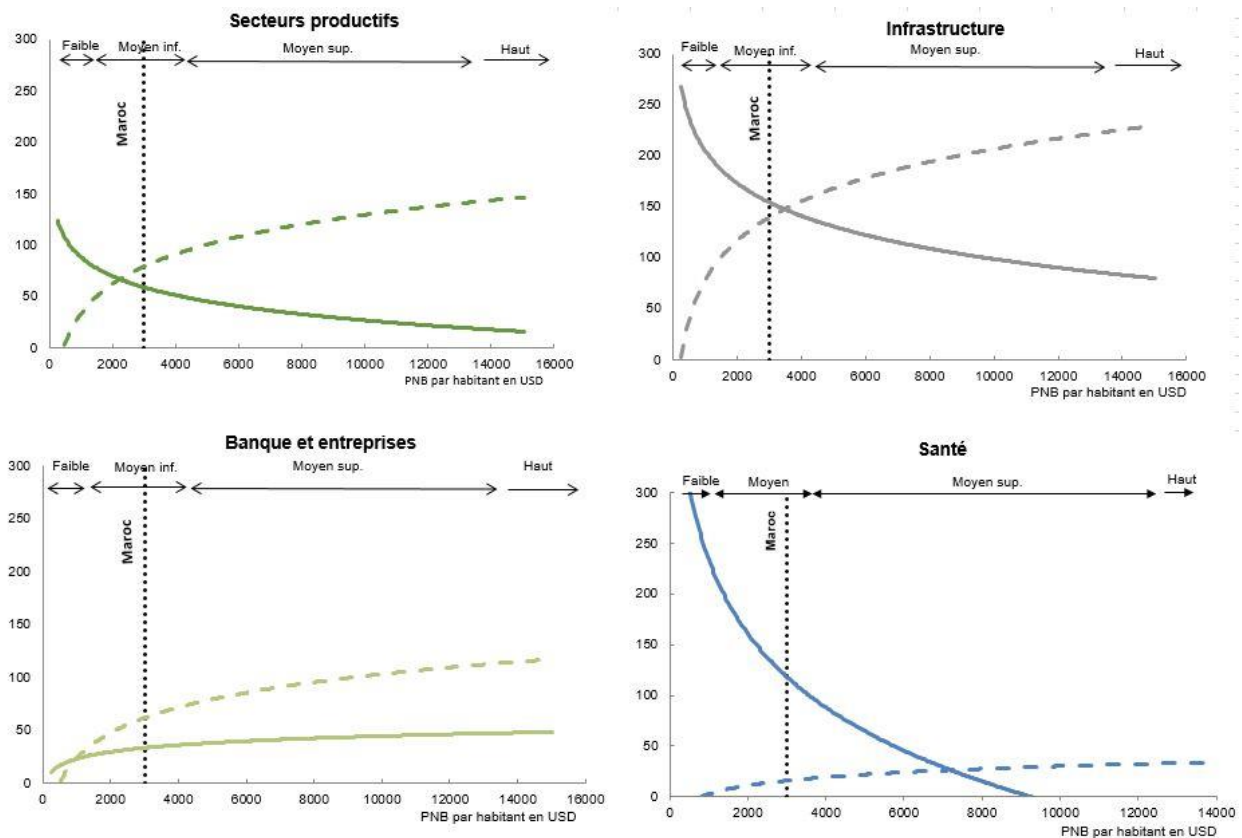 Secteurs productifs
300
250
200
150
100
50
0
Faible
Moyen inf.
Moyen sup.
Haut
Maroc
0 2000 4000 6000 8000 10000 12000 14000 16000
PNB par habitant en USD
Infrastructure
300
250
200
150
100
50
0
Faible
Moyen inf.
Moyen sup.
Haut
Maroc
0 2000 4000 6000 8000 10000 12000 14000 16000
PNB par habitant en USD
Banque et entreprises
300
250
200
150
100
50
0
Faible
Moyen inf.
Moyen sup.
Haut
Maroc
0 2000 4000 6000 8000 10000 12000 14000 16000
PNB par habitant en USD
Santé
300
250
200
150
100
50
0
Faible
Moyen
Moyen sup.
Haut
Maroc
0 2000 4000 6000 8000 10000 12000 14000
PNB par habitant en USD